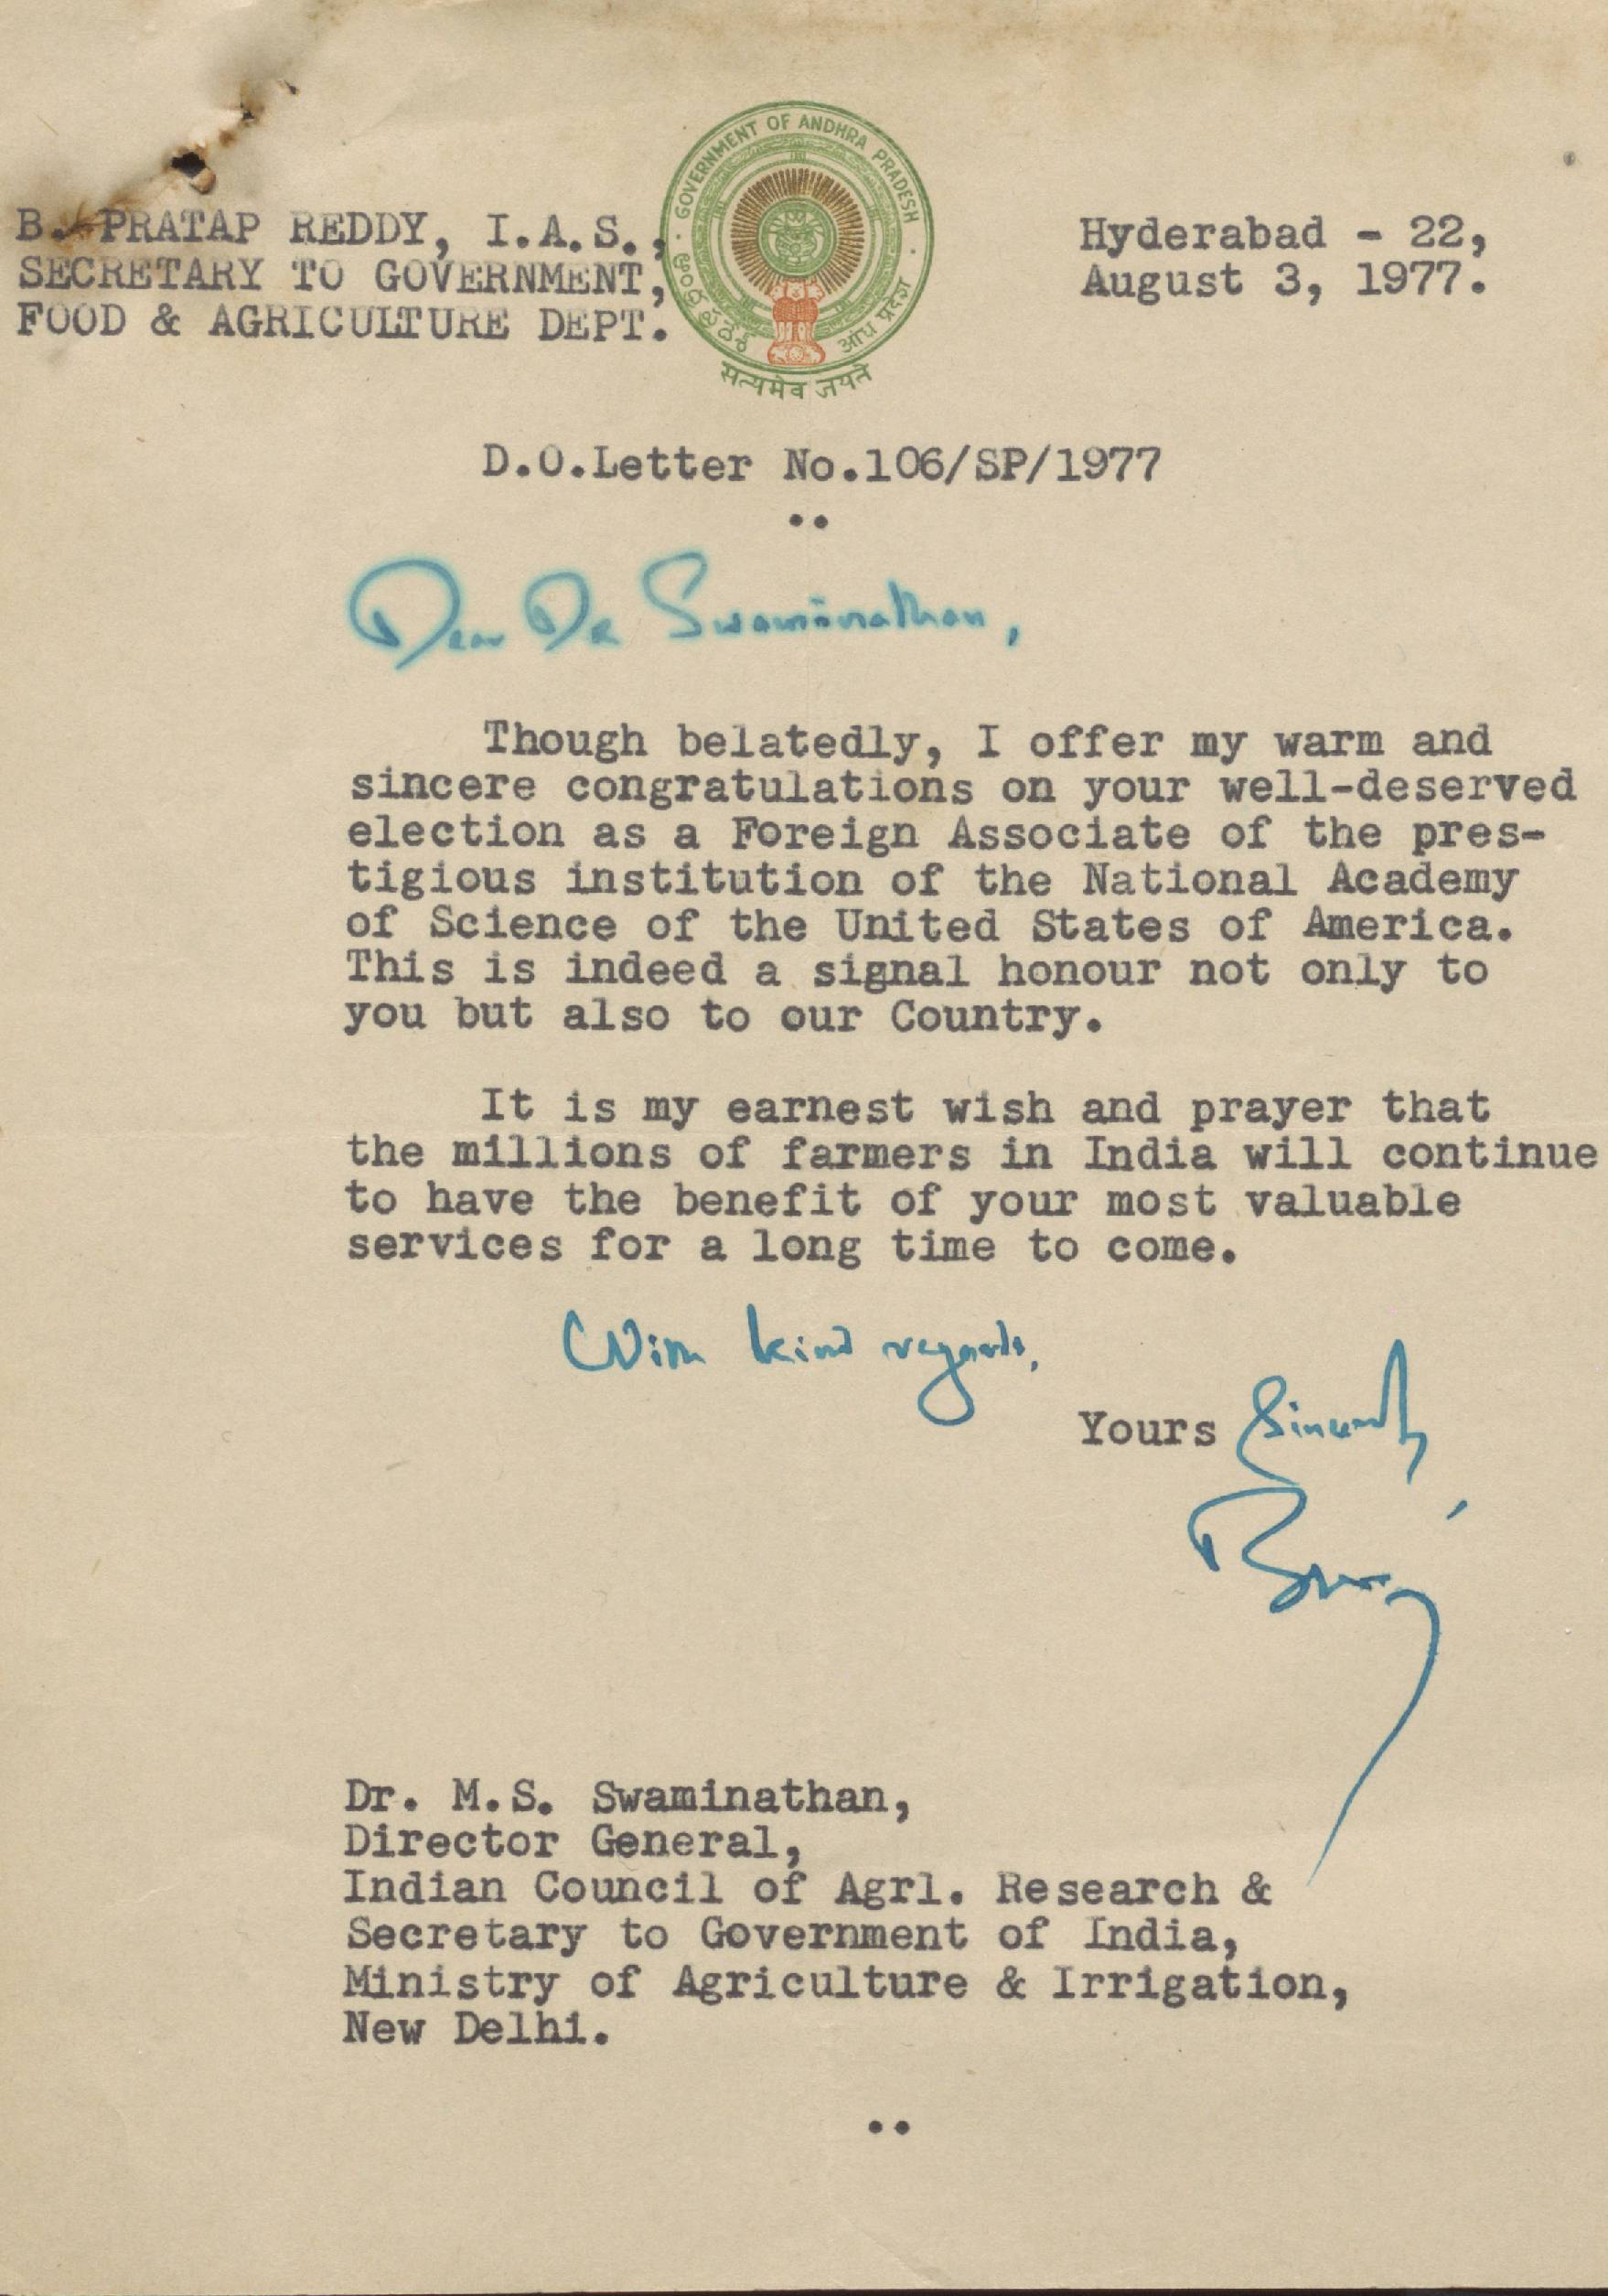 B. PRATAP REDDY, I.A.S.,
SECRETARY TO GOVERNMENT,
FOOD & AGRICULTURE DEPT.
GOVERNMENT OF ANDHRA PRADESH
ఆంధ్రప్రదేశ్
आंध्र प्रदेश
सत्यमेव जयते
Hyderabad - 22,
August 3, 1977.
D.O.Letter No.106/SP/1977
..
Dear Dr Swaminathan,
Though belatedly, I offer my warm and
sincere congratulations on your well-deserved
election as a Foreign Associate of the pres-
tigious institution of the National Academy
of Science of the United States of America.
This is indeed a signal honour not only to
you but also to our Country.
It is my earnest wish and prayer that
the millions of farmers in India will continue
to have the benefit of your most valuable
services for a long time to come.
With kind regards,
Yours Sincerely,
Dr. M.S. Swaminathan,
Director General,
Indian Council of Agrl. Research &
Secretary to Government of India,
Ministry of Agriculture & Irrigation,
New Delhi.
..